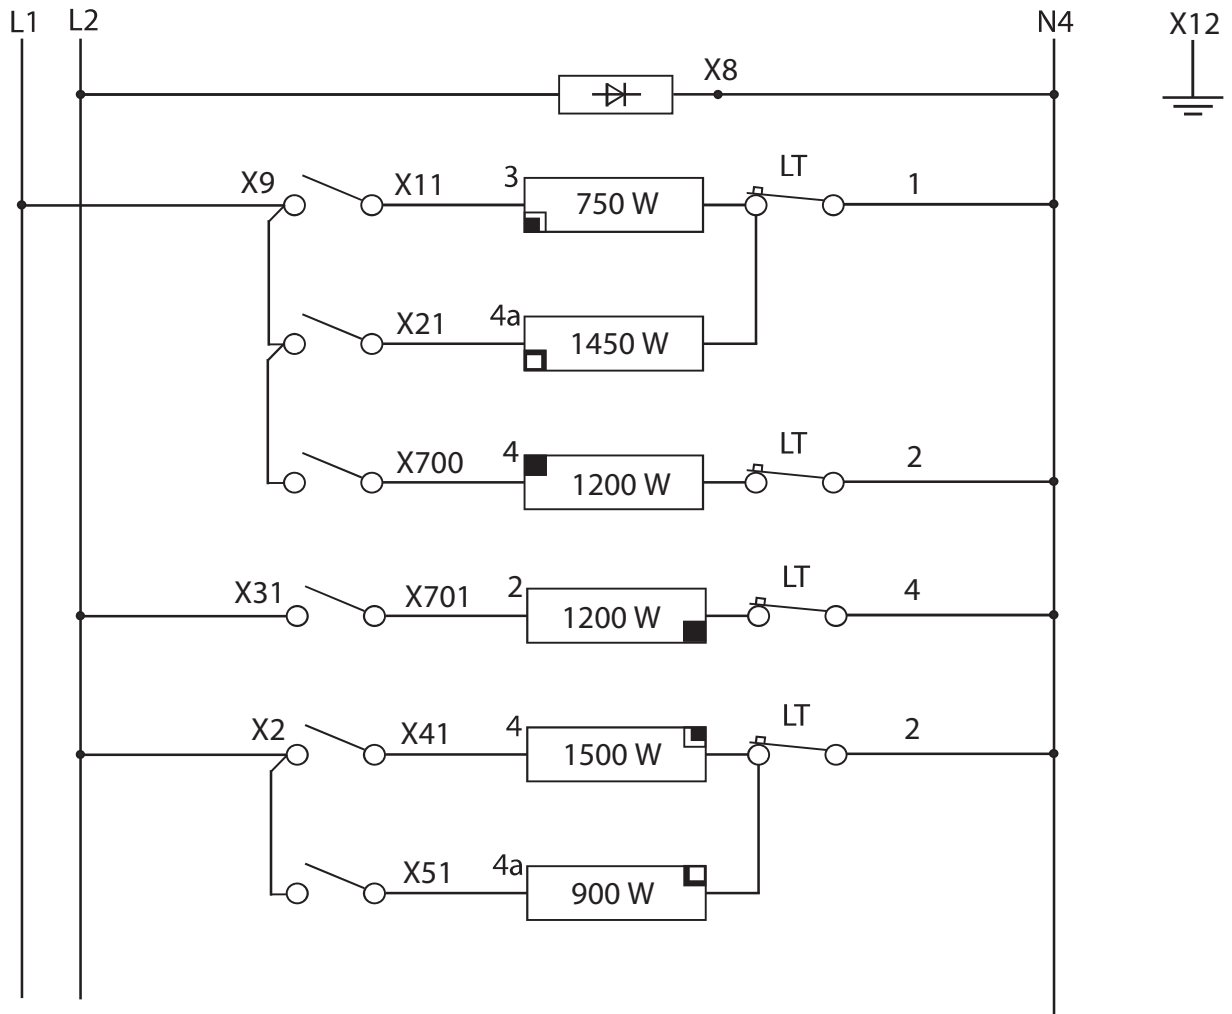 L1 L2 N4 X12
X8
X9 X11 3 750 W LT 1
X21 4a 1450 W
X700 4 1200 W LT 2
X31 X701 2 1200 W LT 4
X2 X41 4 1500 W LT 2
X51 4a 900 W